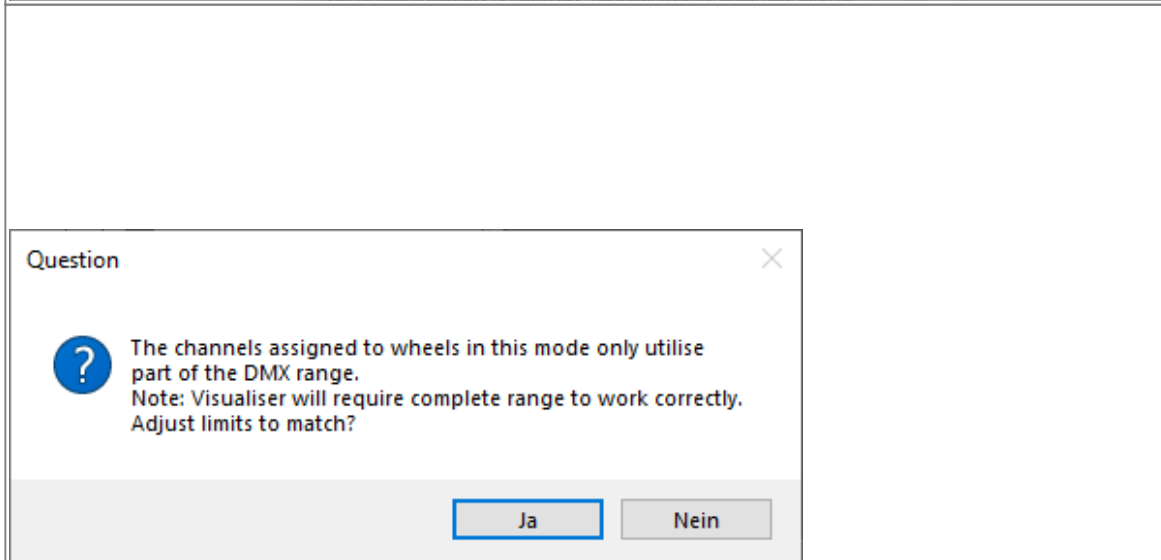 Question
The channels assigned to wheels in this mode only utilise
part of the DMX range.
Note: Visualiser will require complete range to work correctly.
Adjust limits to match?
Ja
Nein